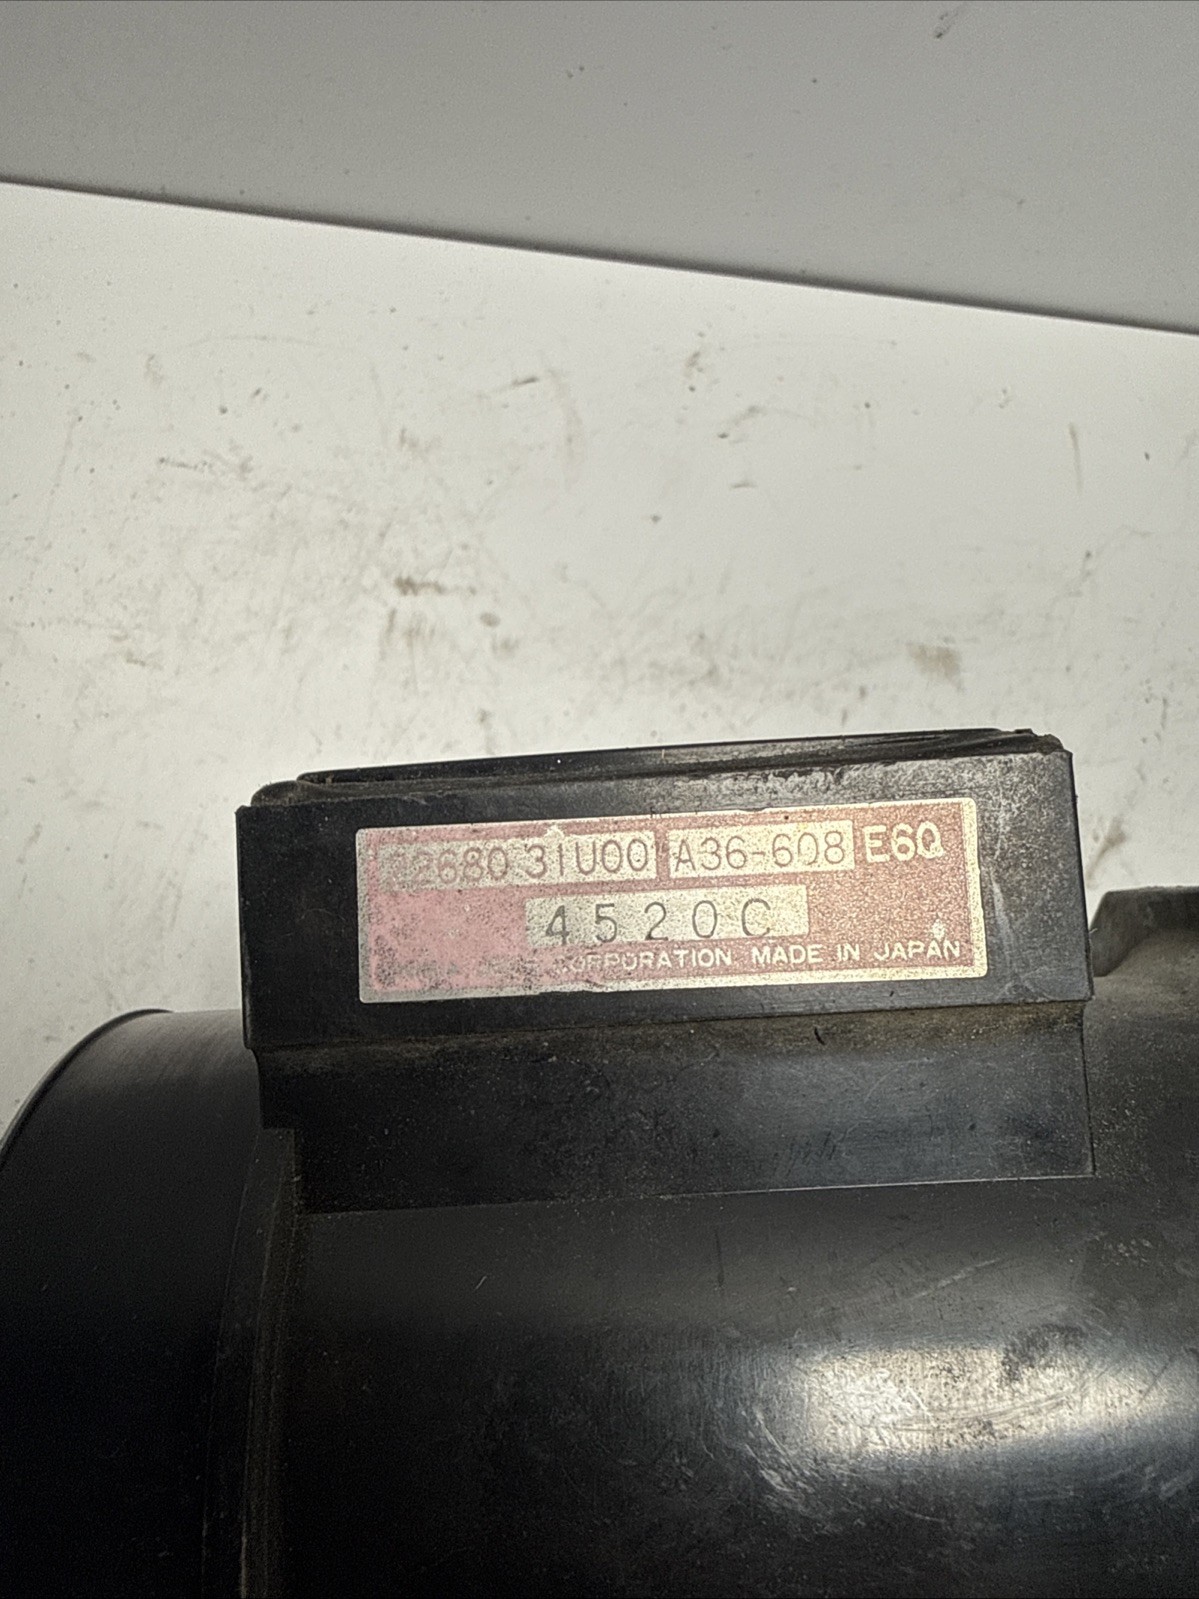 22680 31U00 A36-608 E6Q
4520C
CORPORATION MADE IN JAPAN